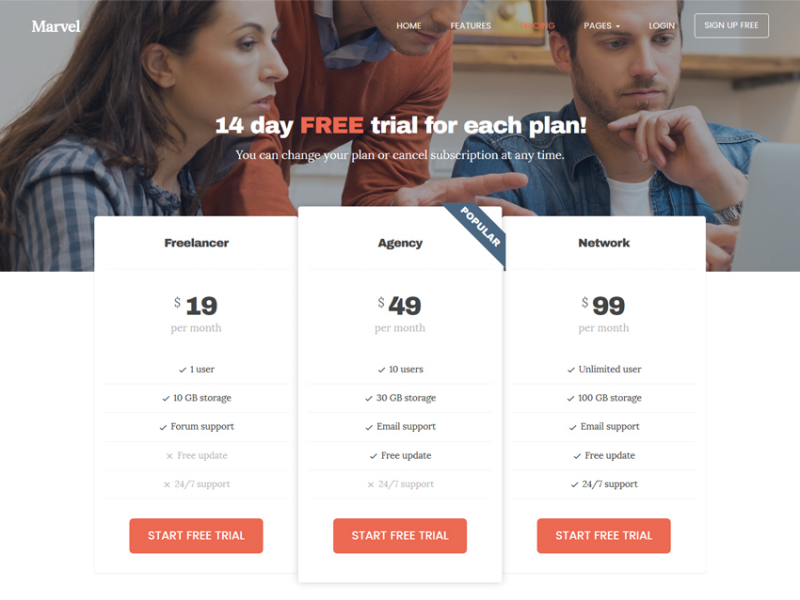 Marvel
HOME FEATURES PRICING PAGES LOGIN SIGN UP FREE
14 day FREE trial for each plan!
You can change your plan or cancel subscription at any time.
POPULAR
Freelancer
$ 19
per month
1 user
10 GB storage
Forum support
Free update
24/7 support
START FREE TRIAL
Agency
$ 49
per month
10 users
30 GB storage
Email support
Free update
24/7 support
START FREE TRIAL
Network
$ 99
per month
Unlimited user
100 GB storage
Email support
Free update
24/7 support
START FREE TRIAL